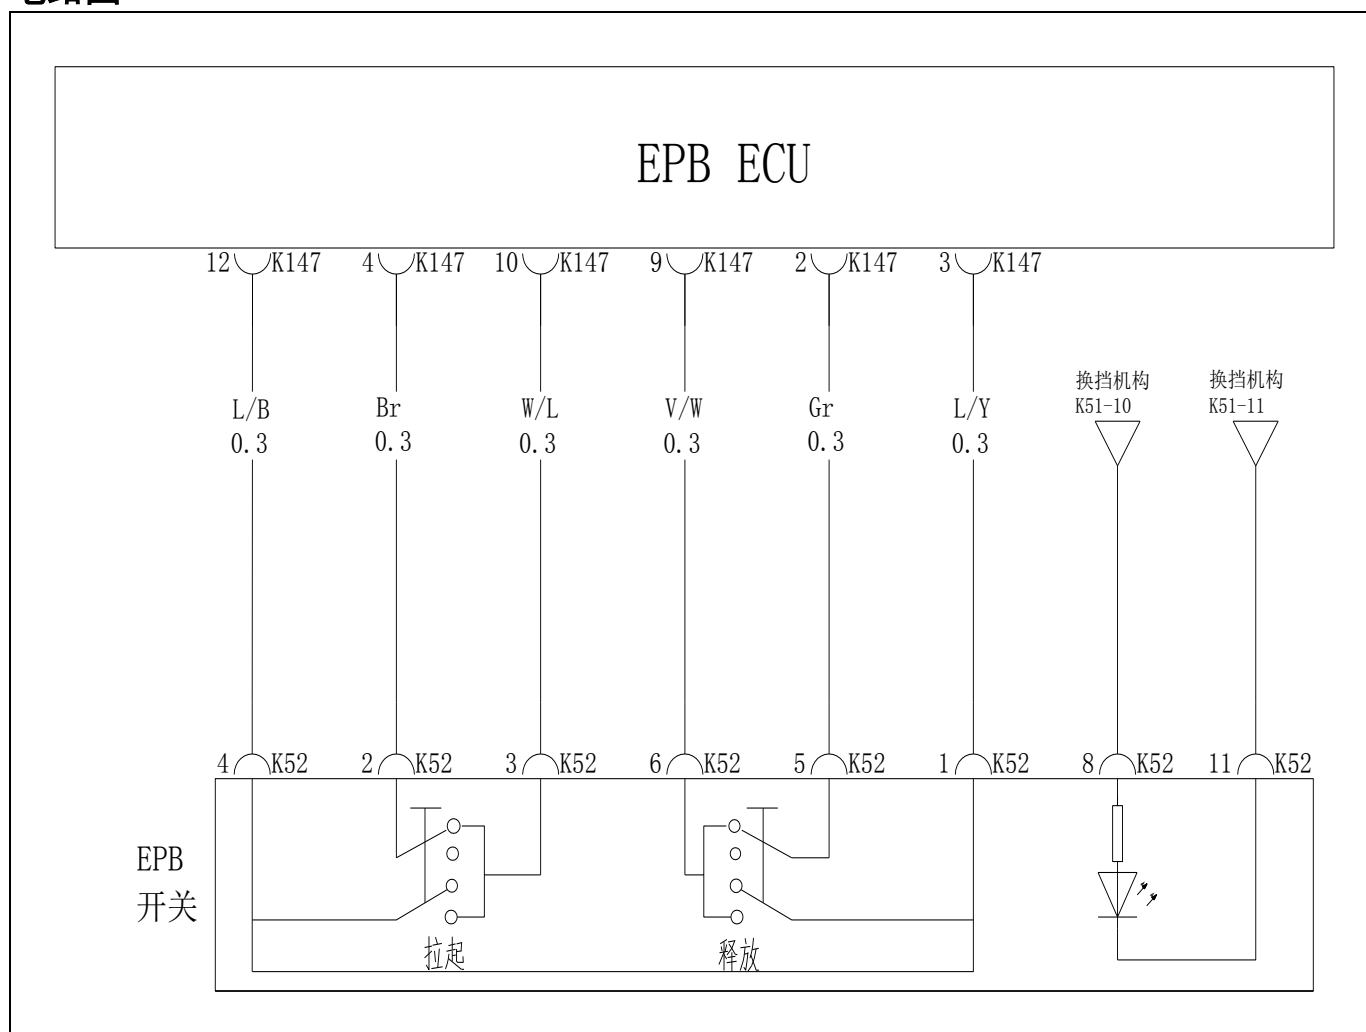 EPB ECU
12 K147 4 K147 10 K147 9 K147 2 K147 3 K147
换挡机构 换挡机构
K51-10 K51-11
L/B Br W/L V/W Gr L/Y
0.3 0.3 0.3 0.3 0.3 0.3
4 K52 2 K52 3 K52 6 K52 5 K52 1 K52 8 K52 11 K52
EPB
开关
拉起 释放